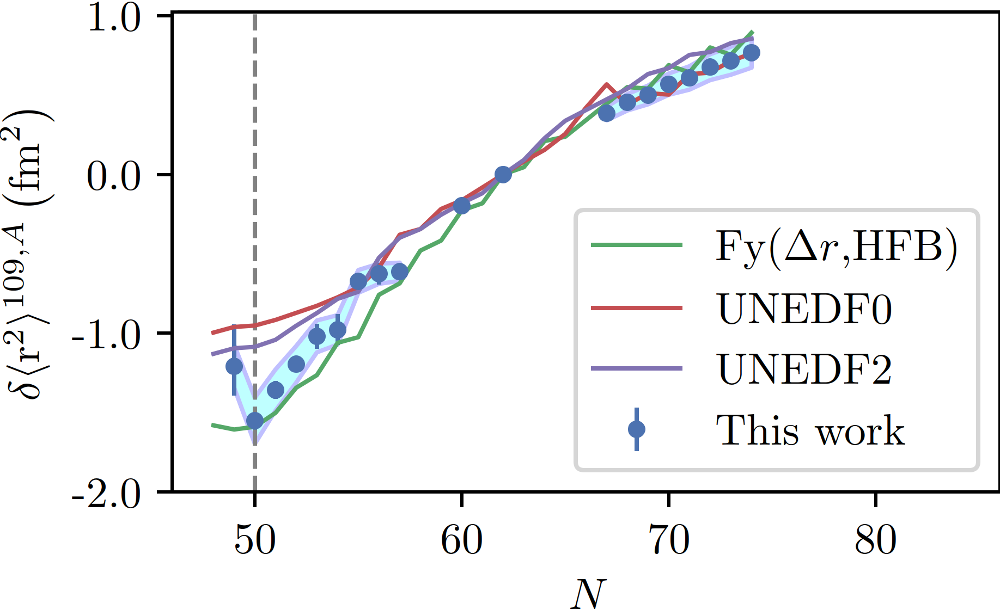 1.0
0.0
-1.0
-2.0
δ⟨r²⟩¹⁰⁹,ᴬ (fm²)
50 60 70 80
N
Fy(Δr,HFB)
UNEDF0
UNEDF2
This work